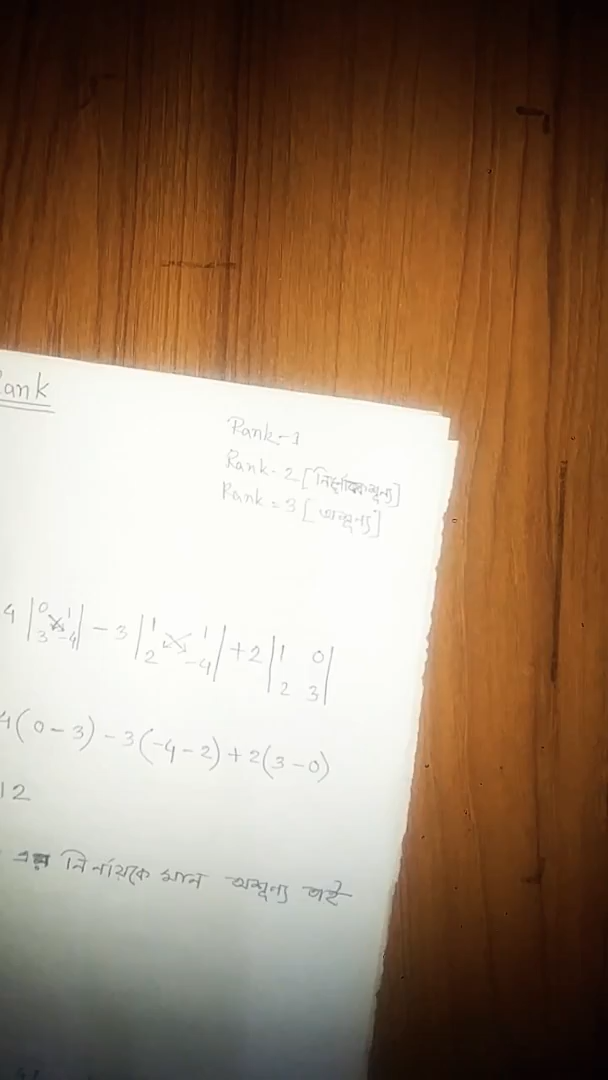 ank
Rank-1
Rank-2 [
Rank = 3 [অশূন্য]
4 |0 1; 3 -4| - 3 |1 1; 2 -4| + 2 |1 0; 2 3|
4(0-3) - 3(-4-2) + 2(3-0)
12
এর নির্নায়কে মান অশূন্য তাই